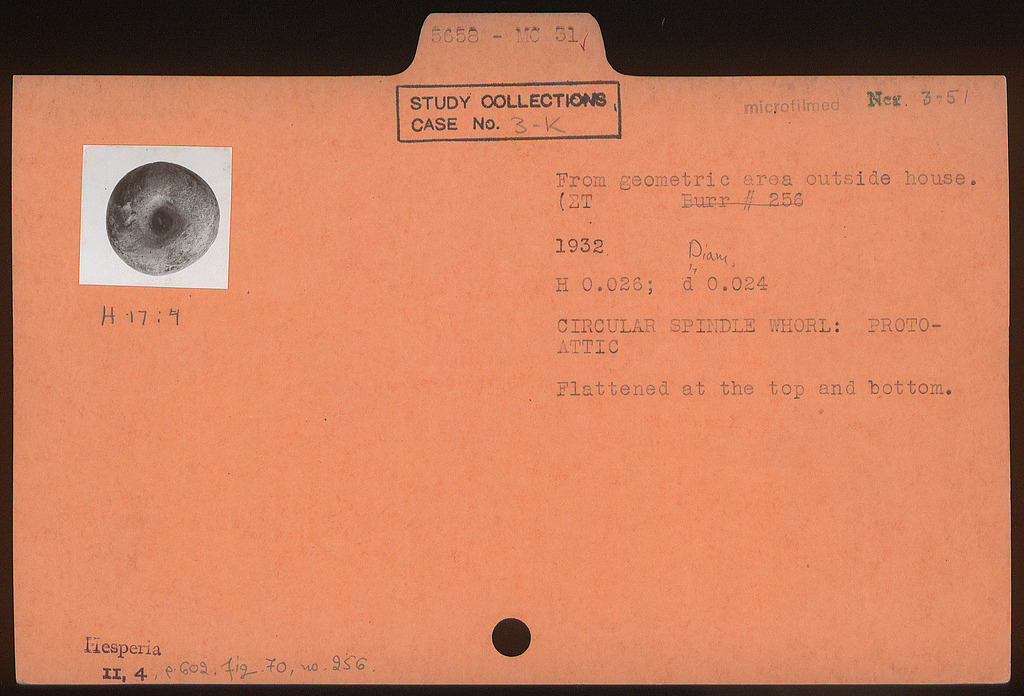 5658 - MC 31
STUDY COLLECTIONS
CASE No. 3-K
microfilmed Neg. 3-51
From geometric area outside house.
(ΣT Burr # 256
1932
Diam.
H 0.026; d 0.024
H 17:4
CIRCULAR SPINDLE WHORL: PROTO-
ATTIC
Flattened at the top and bottom.
Hesperia
II, 4, p. 602, fig. 70, no. 256.